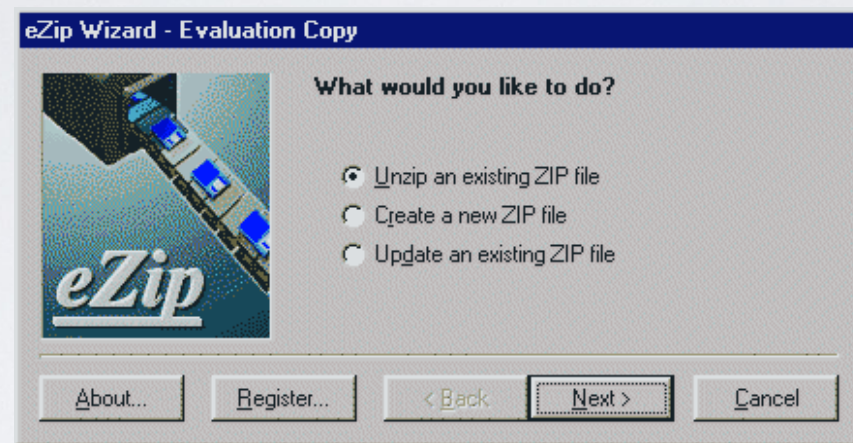 eZip Wizard - Evaluation Copy
What would you like to do?
Unzip an existing ZIP file
Create a new ZIP file
Update an existing ZIP file
eZip
About... Register... < Back Next > Cancel